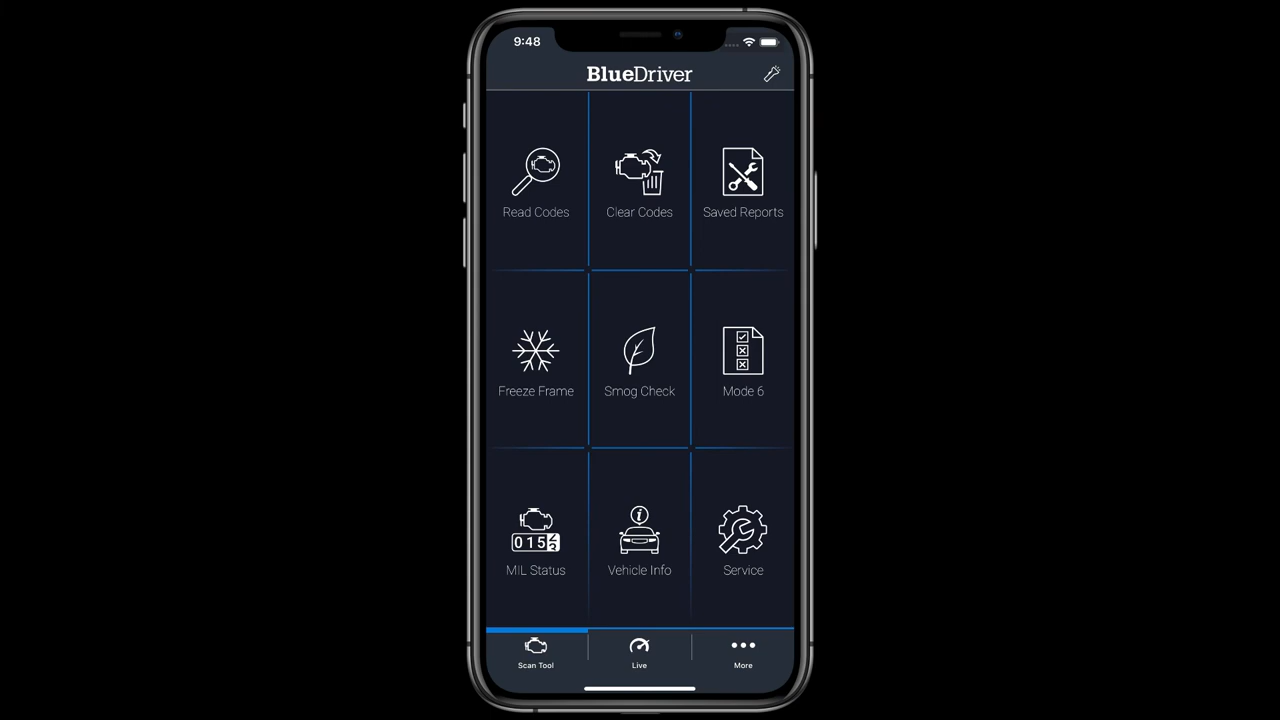 9:48
BlueDriver
Read Codes
Clear Codes
Saved Reports
Freeze Frame
Smog Check
Mode 6
015
MIL Status
Vehicle Info
Service
Scan Tool
Live
More